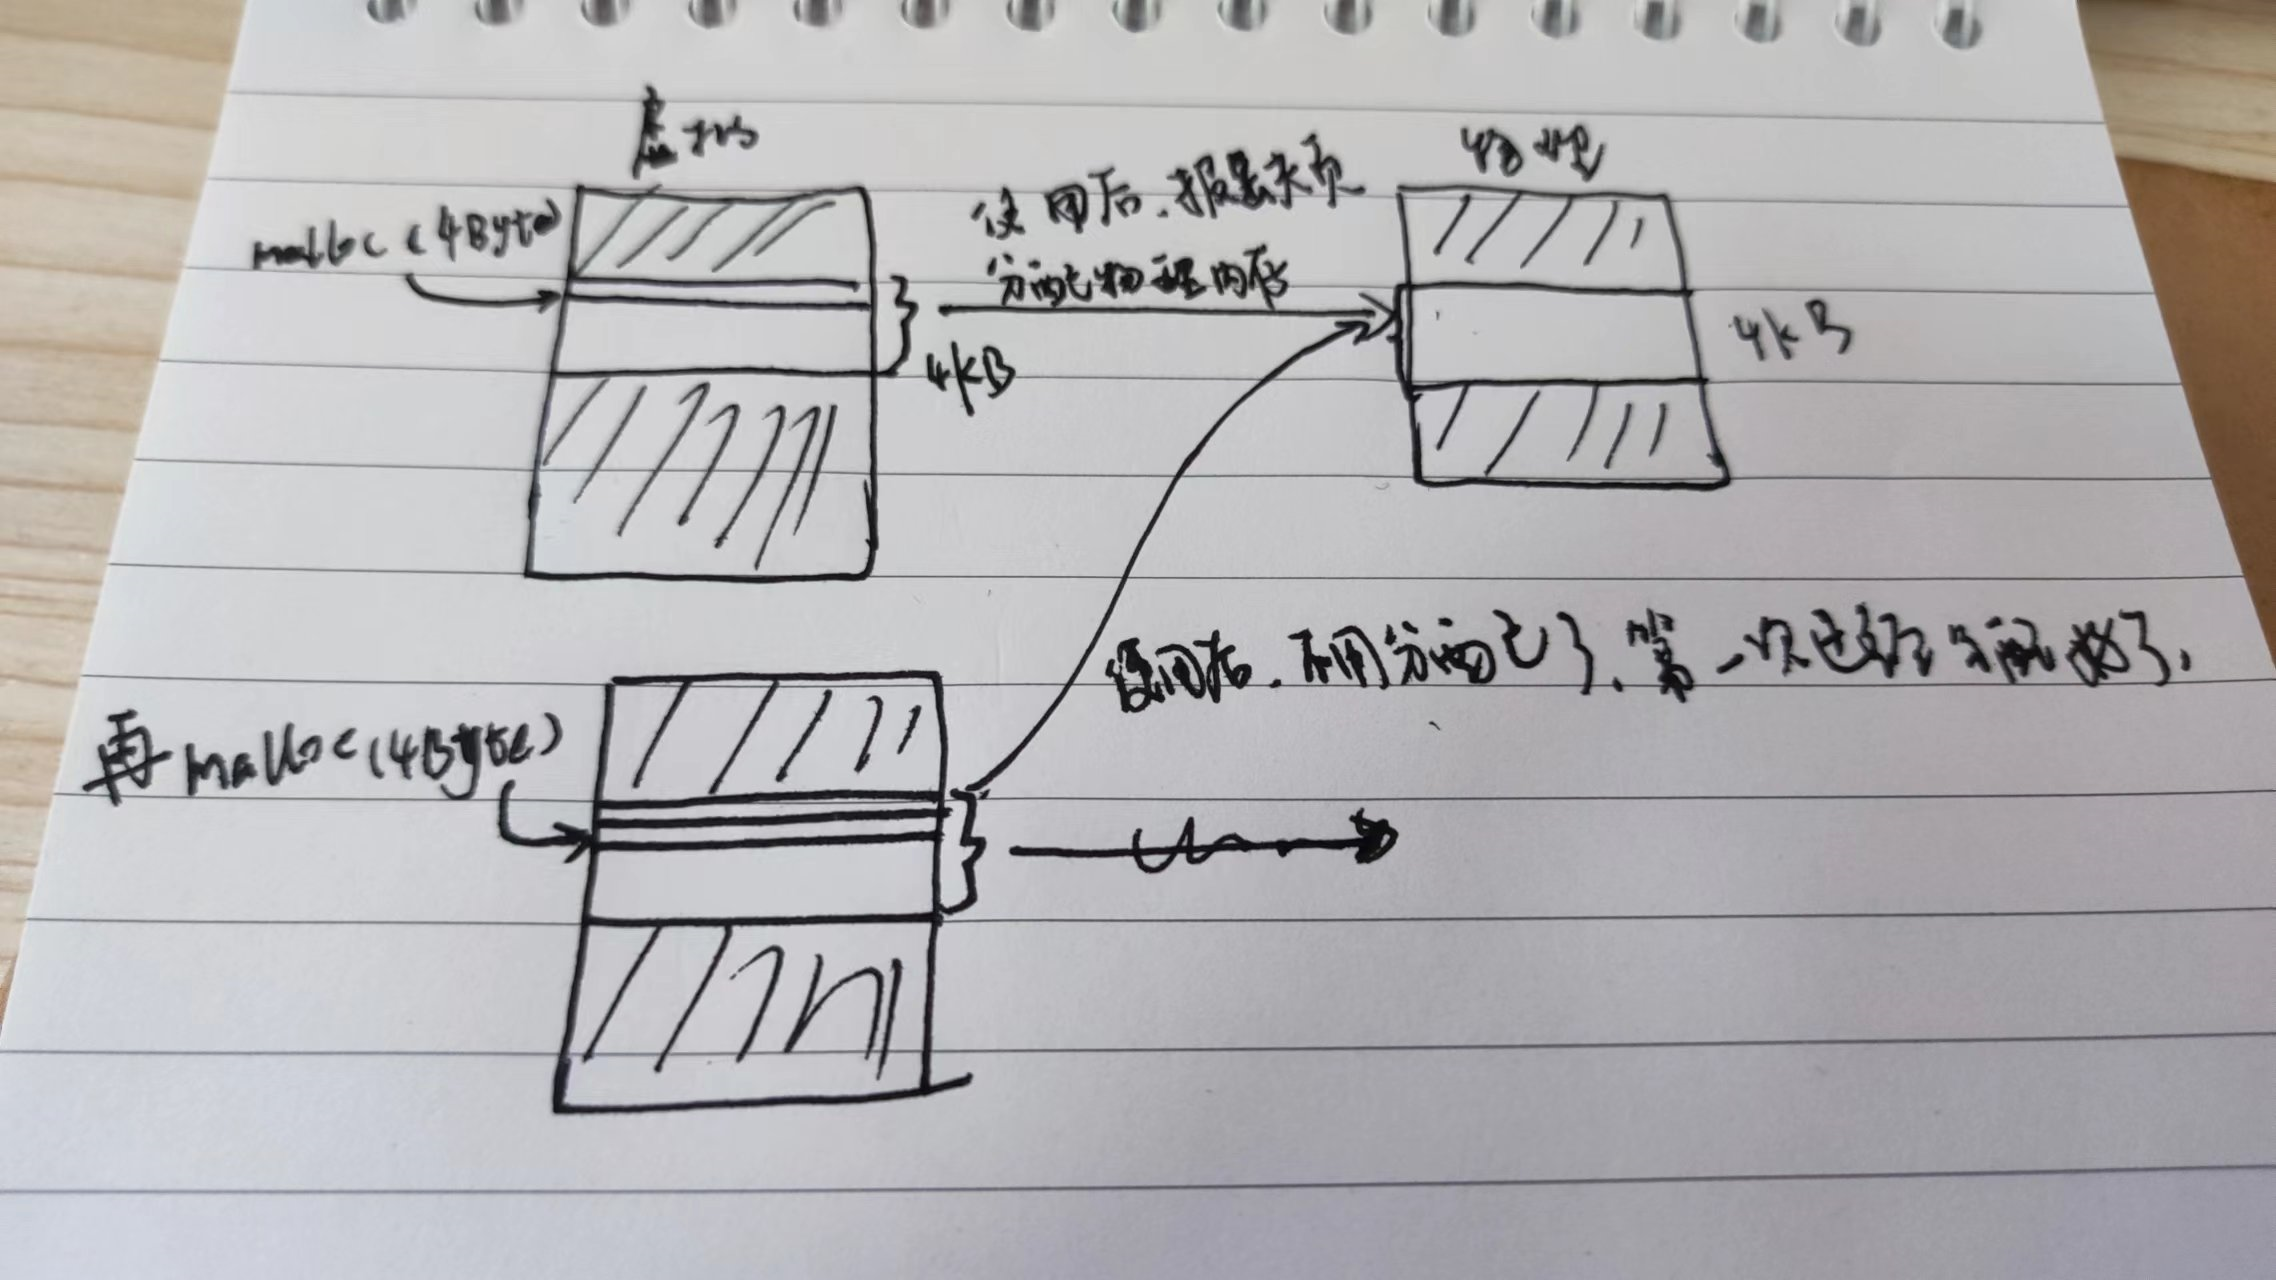 虚拟
物理
malloc(4Byte)
使用后.报缺页
分配物理内存
4kB
4kB
使用后.不用分配了.第一次已经分配好了.
再malloc(4Byte)